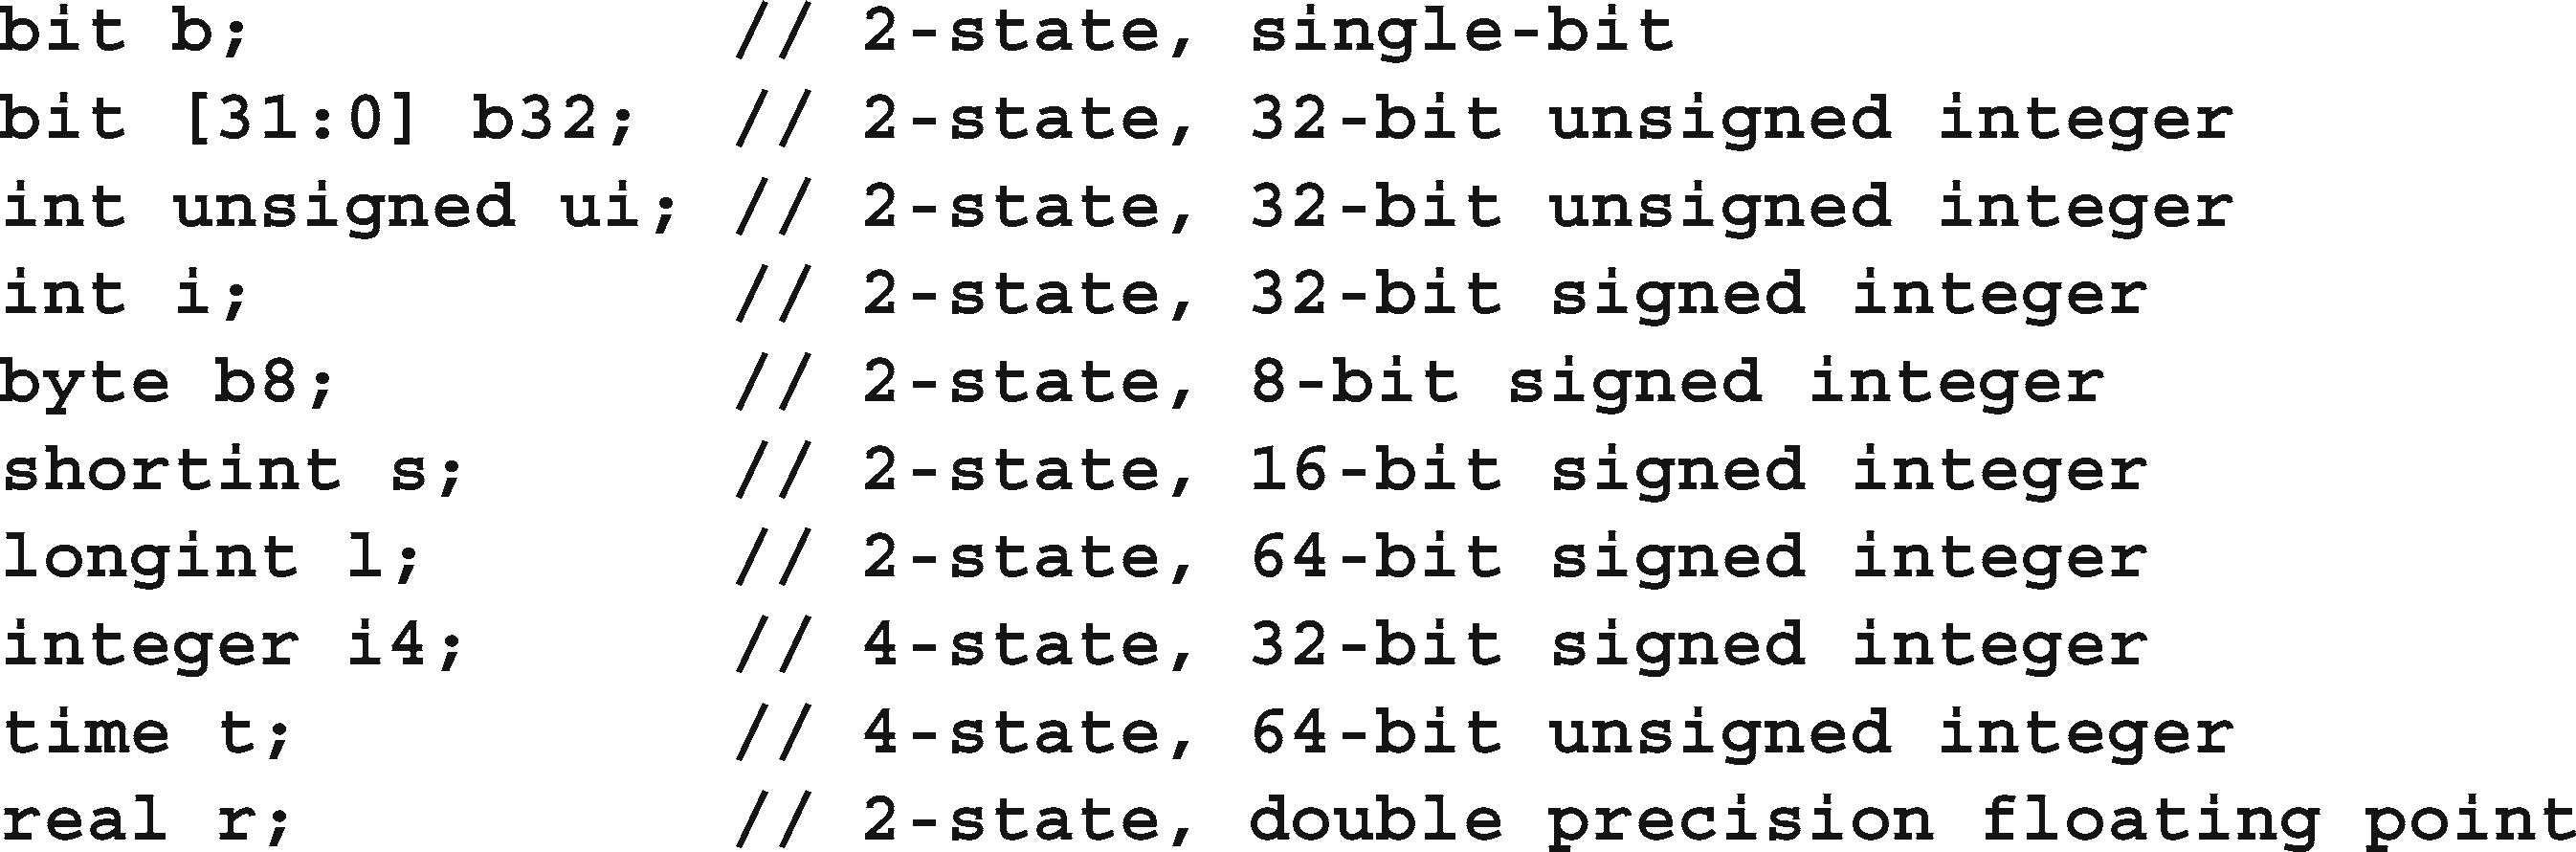 bit b;            // 2-state, single-bit
bit [31:0] b32;  // 2-state, 32-bit unsigned integer
int unsigned ui; // 2-state, 32-bit unsigned integer
int i;           // 2-state, 32-bit signed integer
byte b8;         // 2-state, 8-bit signed integer
shortint s;      // 2-state, 16-bit signed integer
longint l;       // 2-state, 64-bit signed integer
integer i4;      // 4-state, 32-bit signed integer
time t;          // 4-state, 64-bit unsigned integer
real r;          // 2-state, double precision floating point